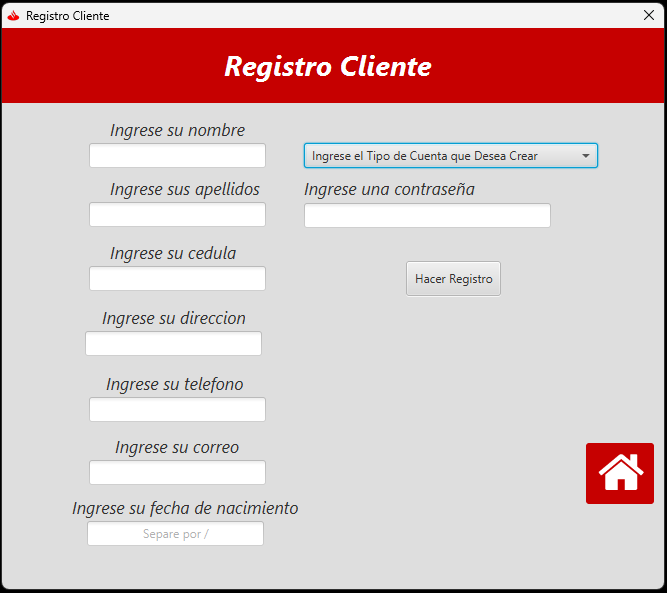 Registro Cliente
Registro Cliente
Ingrese su nombre
Ingrese el Tipo de Cuenta que Desea Crear
Ingrese sus apellidos
Ingrese una contraseña
Ingrese su cedula
Hacer Registro
Ingrese su direccion
Ingrese su telefono
Ingrese su correo
Ingrese su fecha de nacimiento
Separe por /